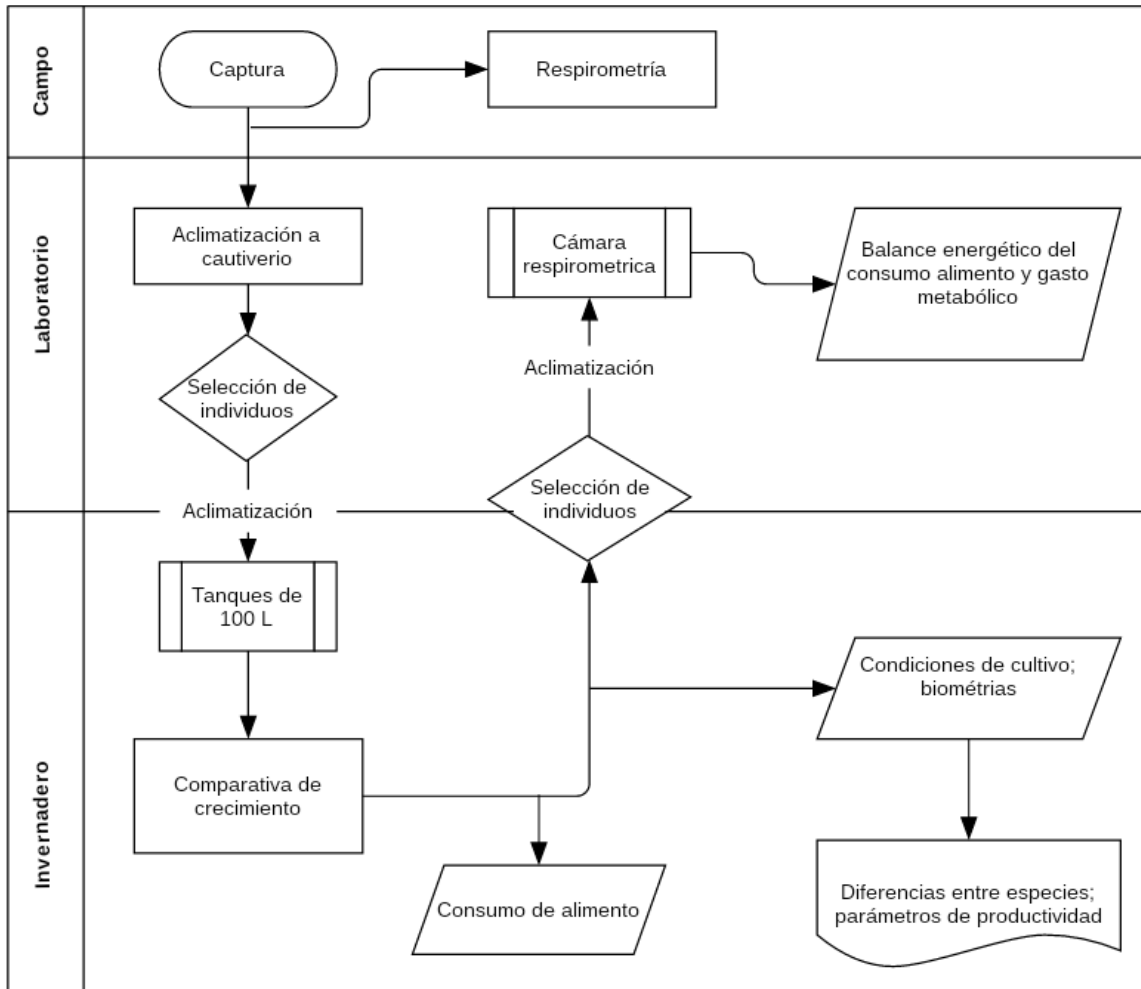 Campo
Captura
Respirometría
Laboratorio
Aclimatización a
cautiverio
Cámara
respirometrica
Balance energético del
consumo alimento y gasto
metabólico
Selección de
individuos
Aclimatización
Selección de
individuos
Aclimatización
Invernadero
Tanques de
100 L
Condiciones de cultivo;
biométrias
Comparativa de
crecimiento
Consumo de alimento
Diferencias entre especies;
parámetros de productividad